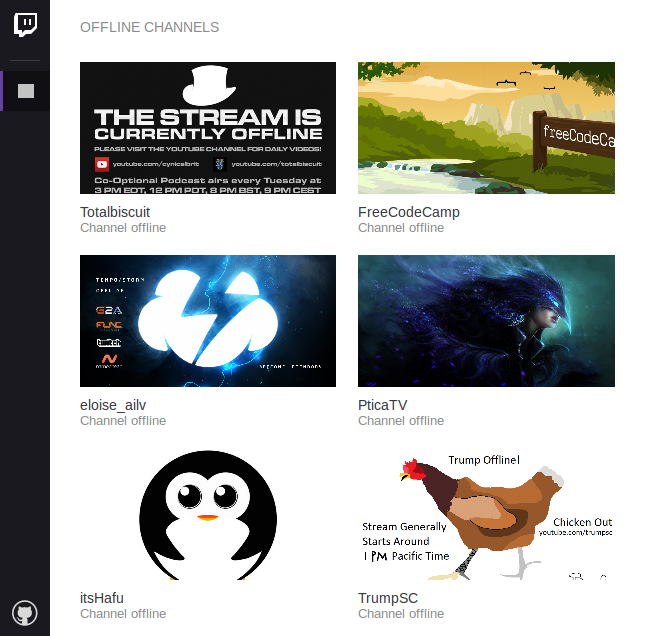 OFFLINE CHANNELS
THE STREAM IS
CURRENTLY OFFLINE
PLEASE VISIT THE YOUTUBE CHANNEL FOR DAILY VIDEOS!
youtube.com/cynicalbrit
youtube.com/totalbiscuit
Co-Optional Podcast airs every Tuesday at
3 PM EDT, 12 PM PDT, 8 PM BST, 9 PM CEST
freeCodeCa
Totalbiscuit
Channel offline
FreeCodeCamp
Channel offline
TEMPO/STORM
OFFLINE
G2A
FUNC
twitch
eloise_ailv
Channel offline
PticaTV
Channel offline
Trump Offline!
Stream Generally
Starts Around
1 PM Pacific Time
Chicken Out
youtube.com/trumpsc
itsHafu
Channel offline
TrumpSC
Channel offline